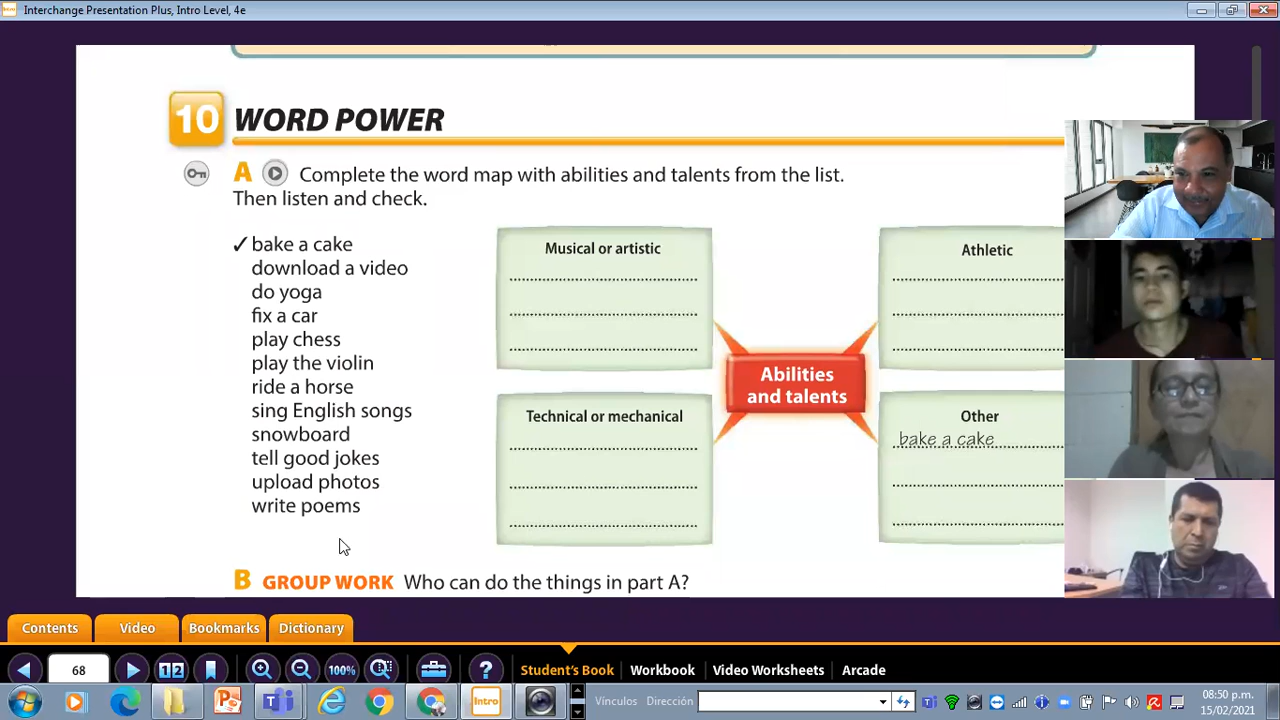 Interchange Presentation Plus, Intro Level, 4e
10 WORD POWER
A Complete the word map with abilities and talents from the list.
Then listen and check.
✓ bake a cake
download a video
do yoga
fix a car
play chess
play the violin
ride a horse
sing English songs
snowboard
tell good jokes
upload photos
write poems
Musical or artistic
Athletic
Abilities
and talents
Technical or mechanical
Other
bake a cake
B GROUP WORK Who can do the things in part A?
Contents Video Bookmarks Dictionary
68 12 100% ? Student's Book Workbook Video Worksheets Arcade
Intro Vínculos Dirección 08:50 p.m.
15/02/2021